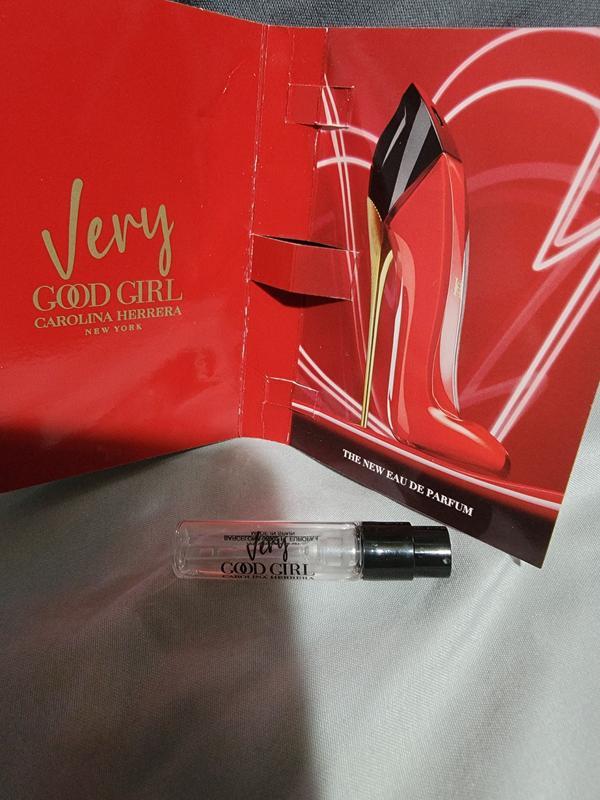 Very
GOOD GIRL
CAROLINA HERRERA
NEW YORK
THE NEW EAU DE PARFUM
Very
GOOD GIRL
CAROLINA HERRERA